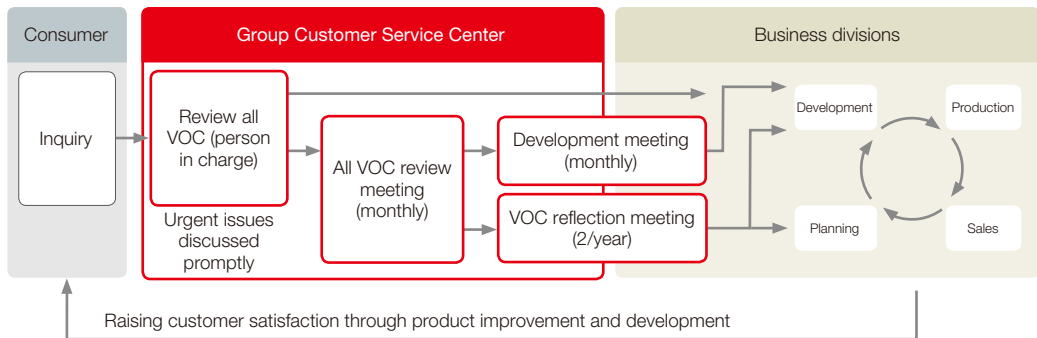 Consumer
Group Customer Service Center
Business divisions
Inquiry
Review all
VOC (person
in charge)
Urgent issues
discussed
promptly
All VOC review
meeting
(monthly)
Development meeting
(monthly)
VOC reflection meeting
(2/year)
Development
Production
Planning
Sales
Raising customer satisfaction through product improvement and development